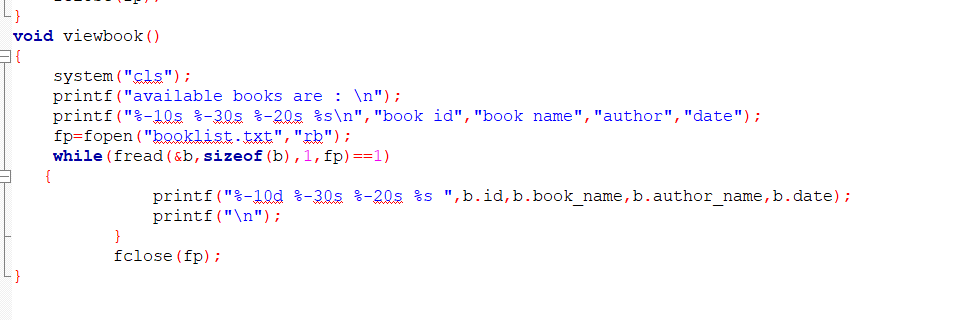 }
void viewbook()
{
    system("cls");
    printf("available books are : \n");
    printf("%-10s %-30s %-20s %s\n","book id","book name","author","date");
    fp=fopen("booklist.txt","rb");
    while(fread(&b,sizeof(b),1,fp)==1)
   {
              printf("%-10d %-30s %-20s %s ",b.id,b.book_name,b.author_name,b.date);
              printf("\n");
          }
          fclose(fp);
}